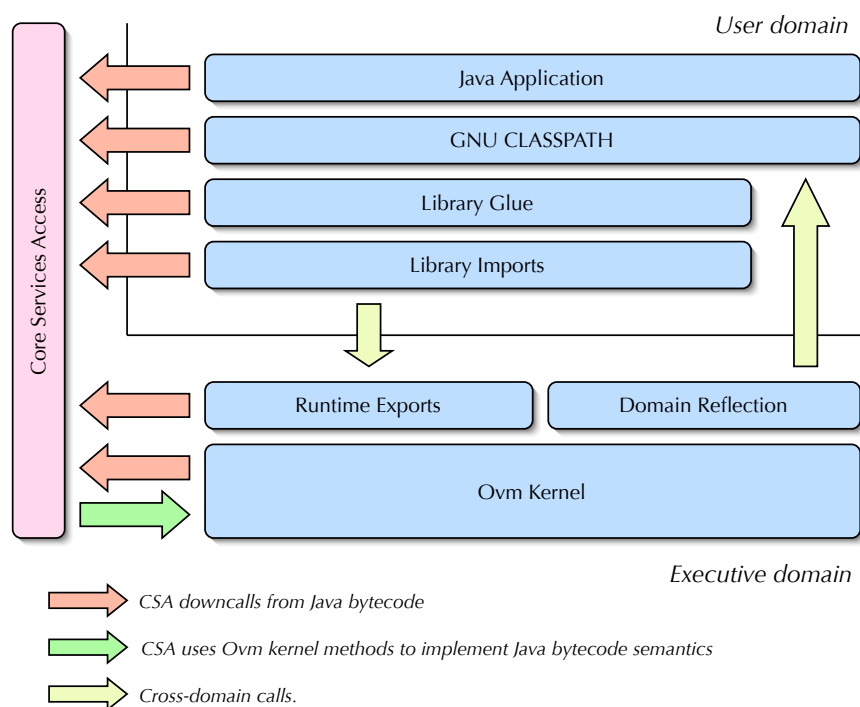 User domain
Java Application
GNU CLASSPATH
Library Glue
Library Imports
Core Services Access
Runtime Exports
Domain Reflection
Ovm Kernel
Executive domain
CSA downcalls from Java bytecode
CSA uses Ovm kernel methods to implement Java bytecode semantics
Cross-domain calls.